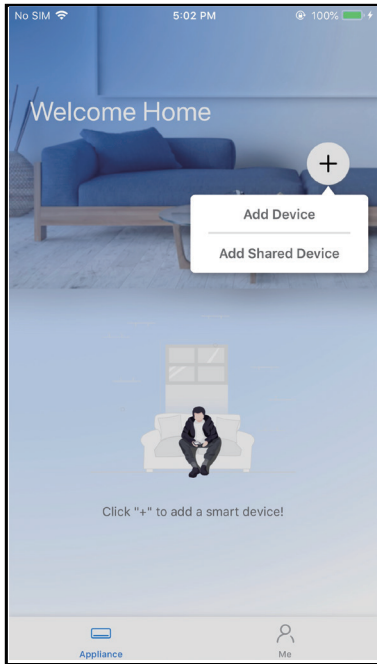 No SIM 5:02 PM 100%
Welcome Home
+
Add Device
Add Shared Device
Click "+" to add a smart device!
Appliance Me